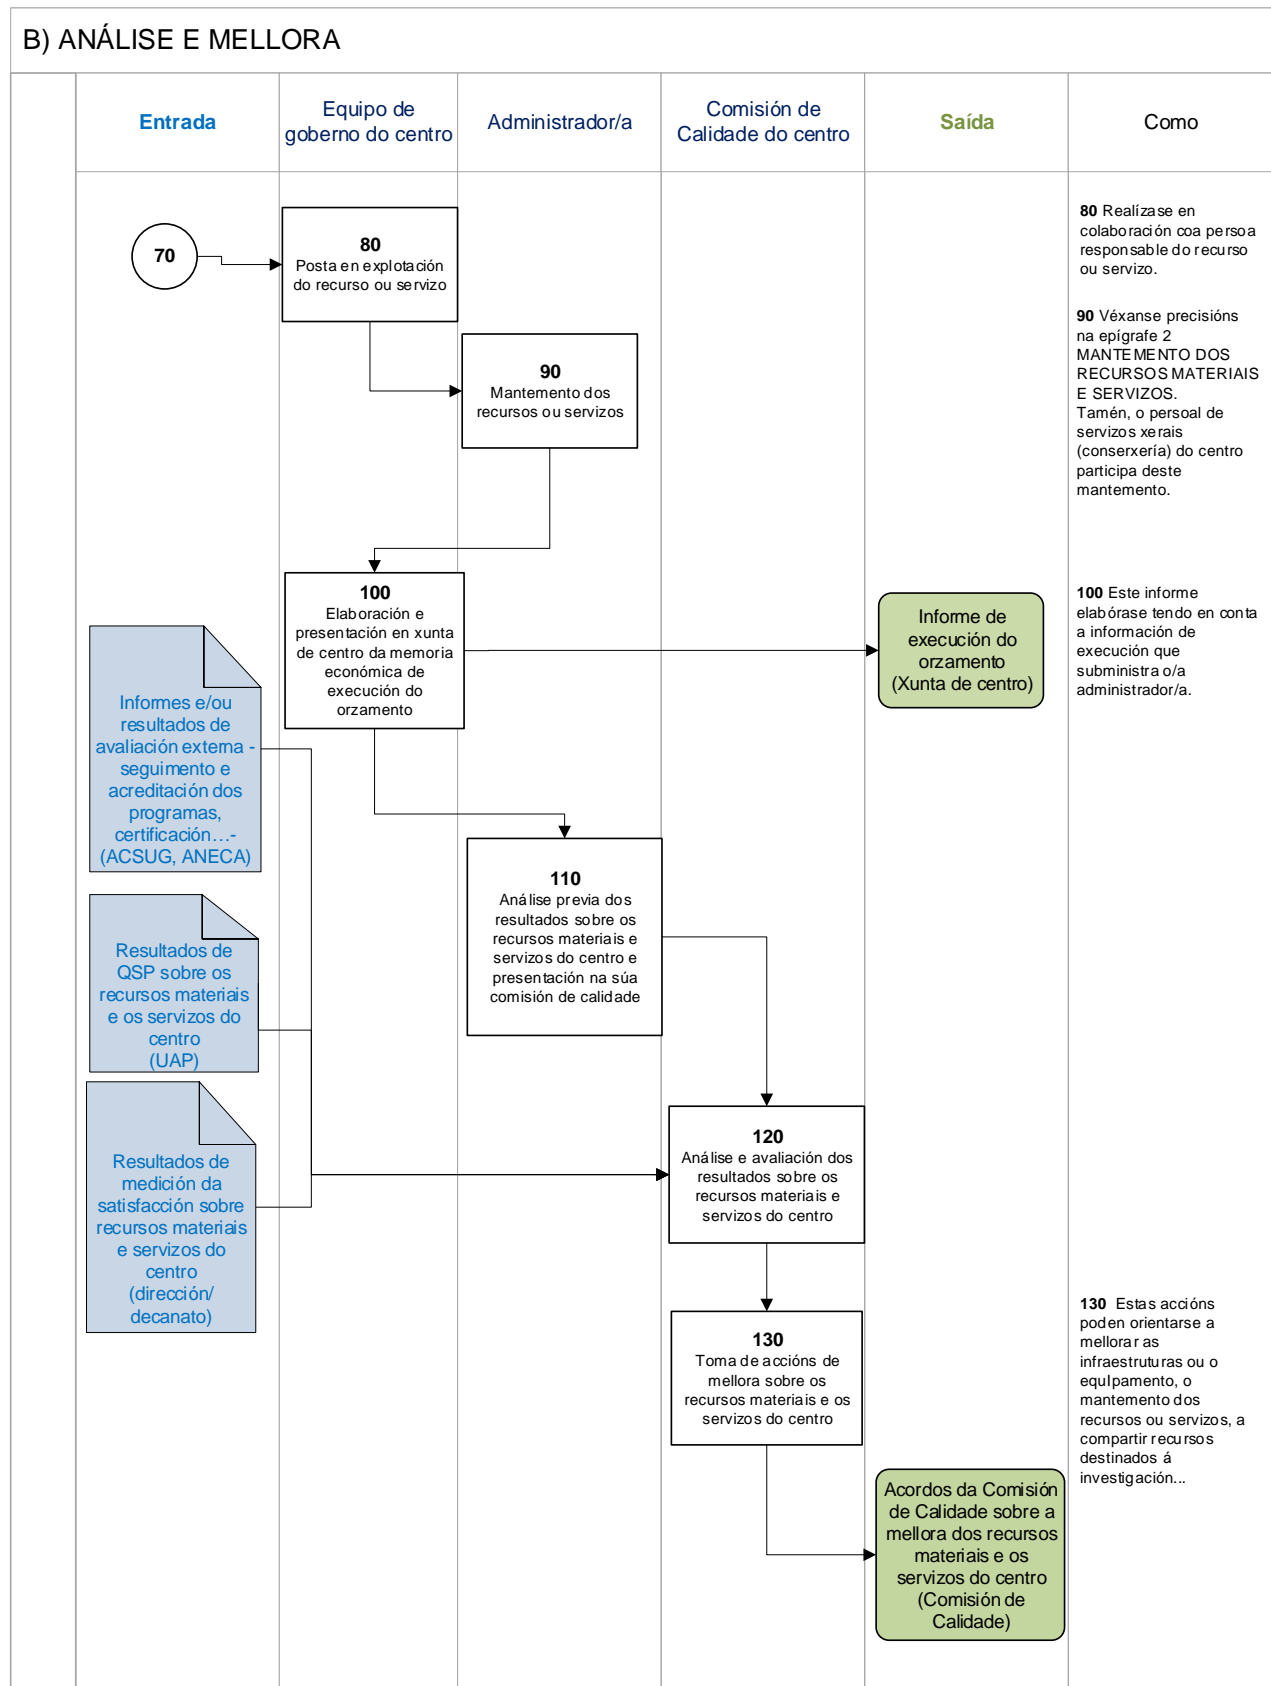 B) ANÁLISE E MELLORA
Entrada
Equipo de
goberno do centro
Administrador/a
Comisión de
Calidade do centro
Saída
Como
70
80
Posta en explotación
do recurso ou servizo
80 Realízase en
colaboración coa persoa
responsable do recurso
ou servizo.
90
Mantemento dos
recursos ou servizos
90 Véxanse precisións
na epígrafe 2
MANTEMENTO DOS
RECURSOS MATERIAIS
E SERVIZOS.
Tamén, o persoal de
servizos xerais
(conserxería) do centro
participa deste
mantemento.
100
Elaboración e
presentación en xunta
de centro da memoria
económica de
execución do
orzamento
Informe de
execución do
orzamento
(Xunta de centro)
100 Este informe
elabórase tendo en conta
a información de
execución que
subministra o/a
administrador/a.
Informes e/ou
resultados de
avaliación externa -
seguimento e
acreditación dos
programas,
certificación…-
(ACSUG, ANECA)
110
Análise previa dos
resultados sobre os
recursos materiais e
servizos do centro e
presentación na súa
comisión de calidade
Resultados de
QSP sobre os
recursos materiais
e os servizos do
centro
(UAP)
120
Análise e avaliación dos
resultados sobre os
recursos materiais e
servizos do centro
Resultados de
medición da
satisfacción sobre
recursos materiais
e servizos do
centro
(dirección/
decanato)
130
Toma de accións de
mellora sobre os
recursos materiais e os
servizos do centro
130 Estas accións
poden orientarse a
mellorar as
infraestruturas ou o
equIpamento, o
mantemento dos
recursos ou servizos, a
compartir recursos
destinados á
investigación...
Acordos da Comisión
de Calidade sobre a
mellora dos recursos
materiais e os
servizos do centro
(Comisión de
Calidade)